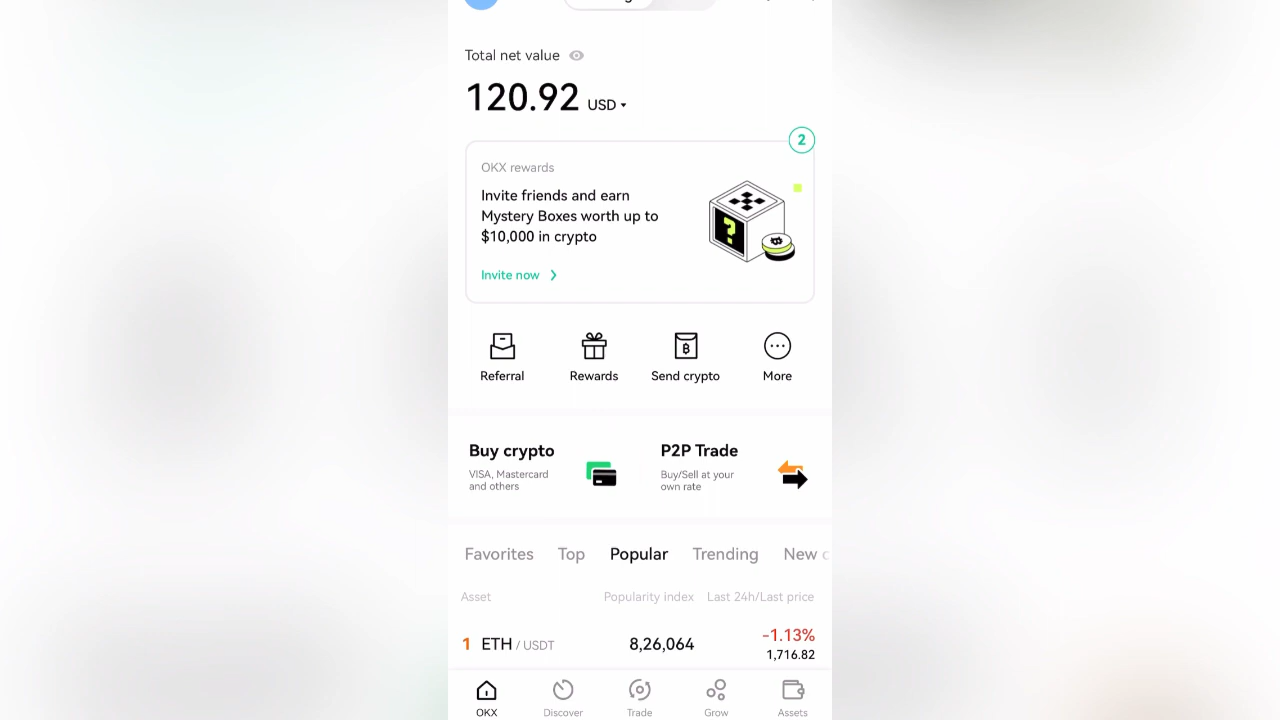 Total net value
120.92 USD
2
OKX rewards
Invite friends and earn
Mystery Boxes worth up to
$10,000 in crypto
Invite now
Referral Rewards Send crypto More
Buy crypto
VISA, Mastercard
and others
P2P Trade
Buy/Sell at your
own rate
Favorites Top Popular Trending New
Asset Popularity index Last 24h/Last price
1 ETH / USDT 8,26,064 -1.13%
1,716.82
OKX Discover Trade Grow Assets